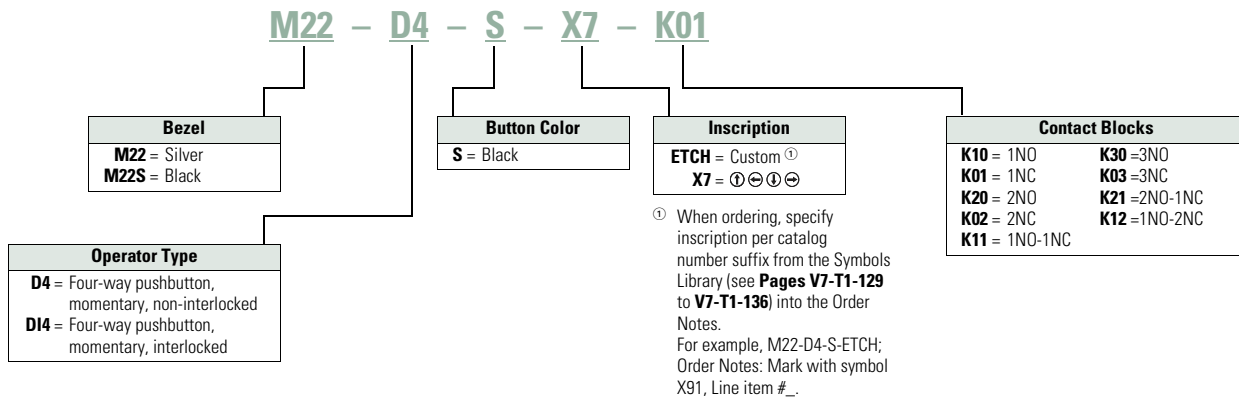 M22 – D4 – S – X7 – K01
Bezel
M22 = Silver
M22S = Black
Operator Type
D4 = Four-way pushbutton,
momentary, non-interlocked
DI4 = Four-way pushbutton,
momentary, interlocked
Button Color
S = Black
Inscription
ETCH = Custom ①
X7 =
① When ordering, specify
inscription per catalog
number suffix from the Symbols
Library (see Pages V7-T1-129
to V7-T1-136) into the Order
Notes.
For example, M22-D4-S-ETCH;
Order Notes: Mark with symbol
X91, Line item #_.
Contact Blocks
K10 = 1NO
K01 = 1NC
K20 = 2NO
K02 = 2NC
K11 = 1NO-1NC
K30 =3NO
K03 =3NC
K21 =2NO-1NC
K12 =1NO-2NC